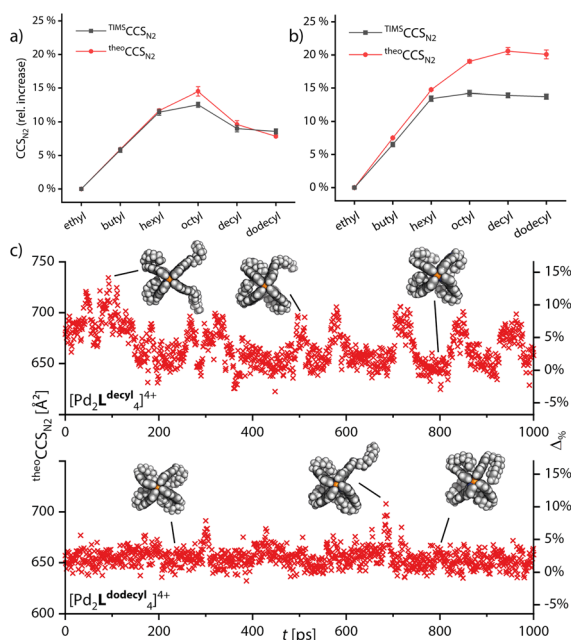 a)
TIMSCCSN2
theoCCSN2
CCSN2 (rel. increase)
25 %
20 %
15 %
10 %
5 %
0 %
ethyl
butyl
hexyl
octyl
decyl
dodecyl
b)
TIMSCCSN2
theoCCSN2
25 %
20 %
15 %
10 %
5 %
0 %
ethyl
butyl
hexyl
octyl
decyl
dodecyl
c)
theoCCSN2 [Å²]
750
700
650
15%
10%
5%
0%
-5%
Δ%
[Pd2Ldecyl4]4+
0 200 400 600 800 1000
700
650
600
15%
10%
5%
0%
-5%
[Pd2Ldodecyl4]4+
0 200 400 600 800 1000
t [ps]